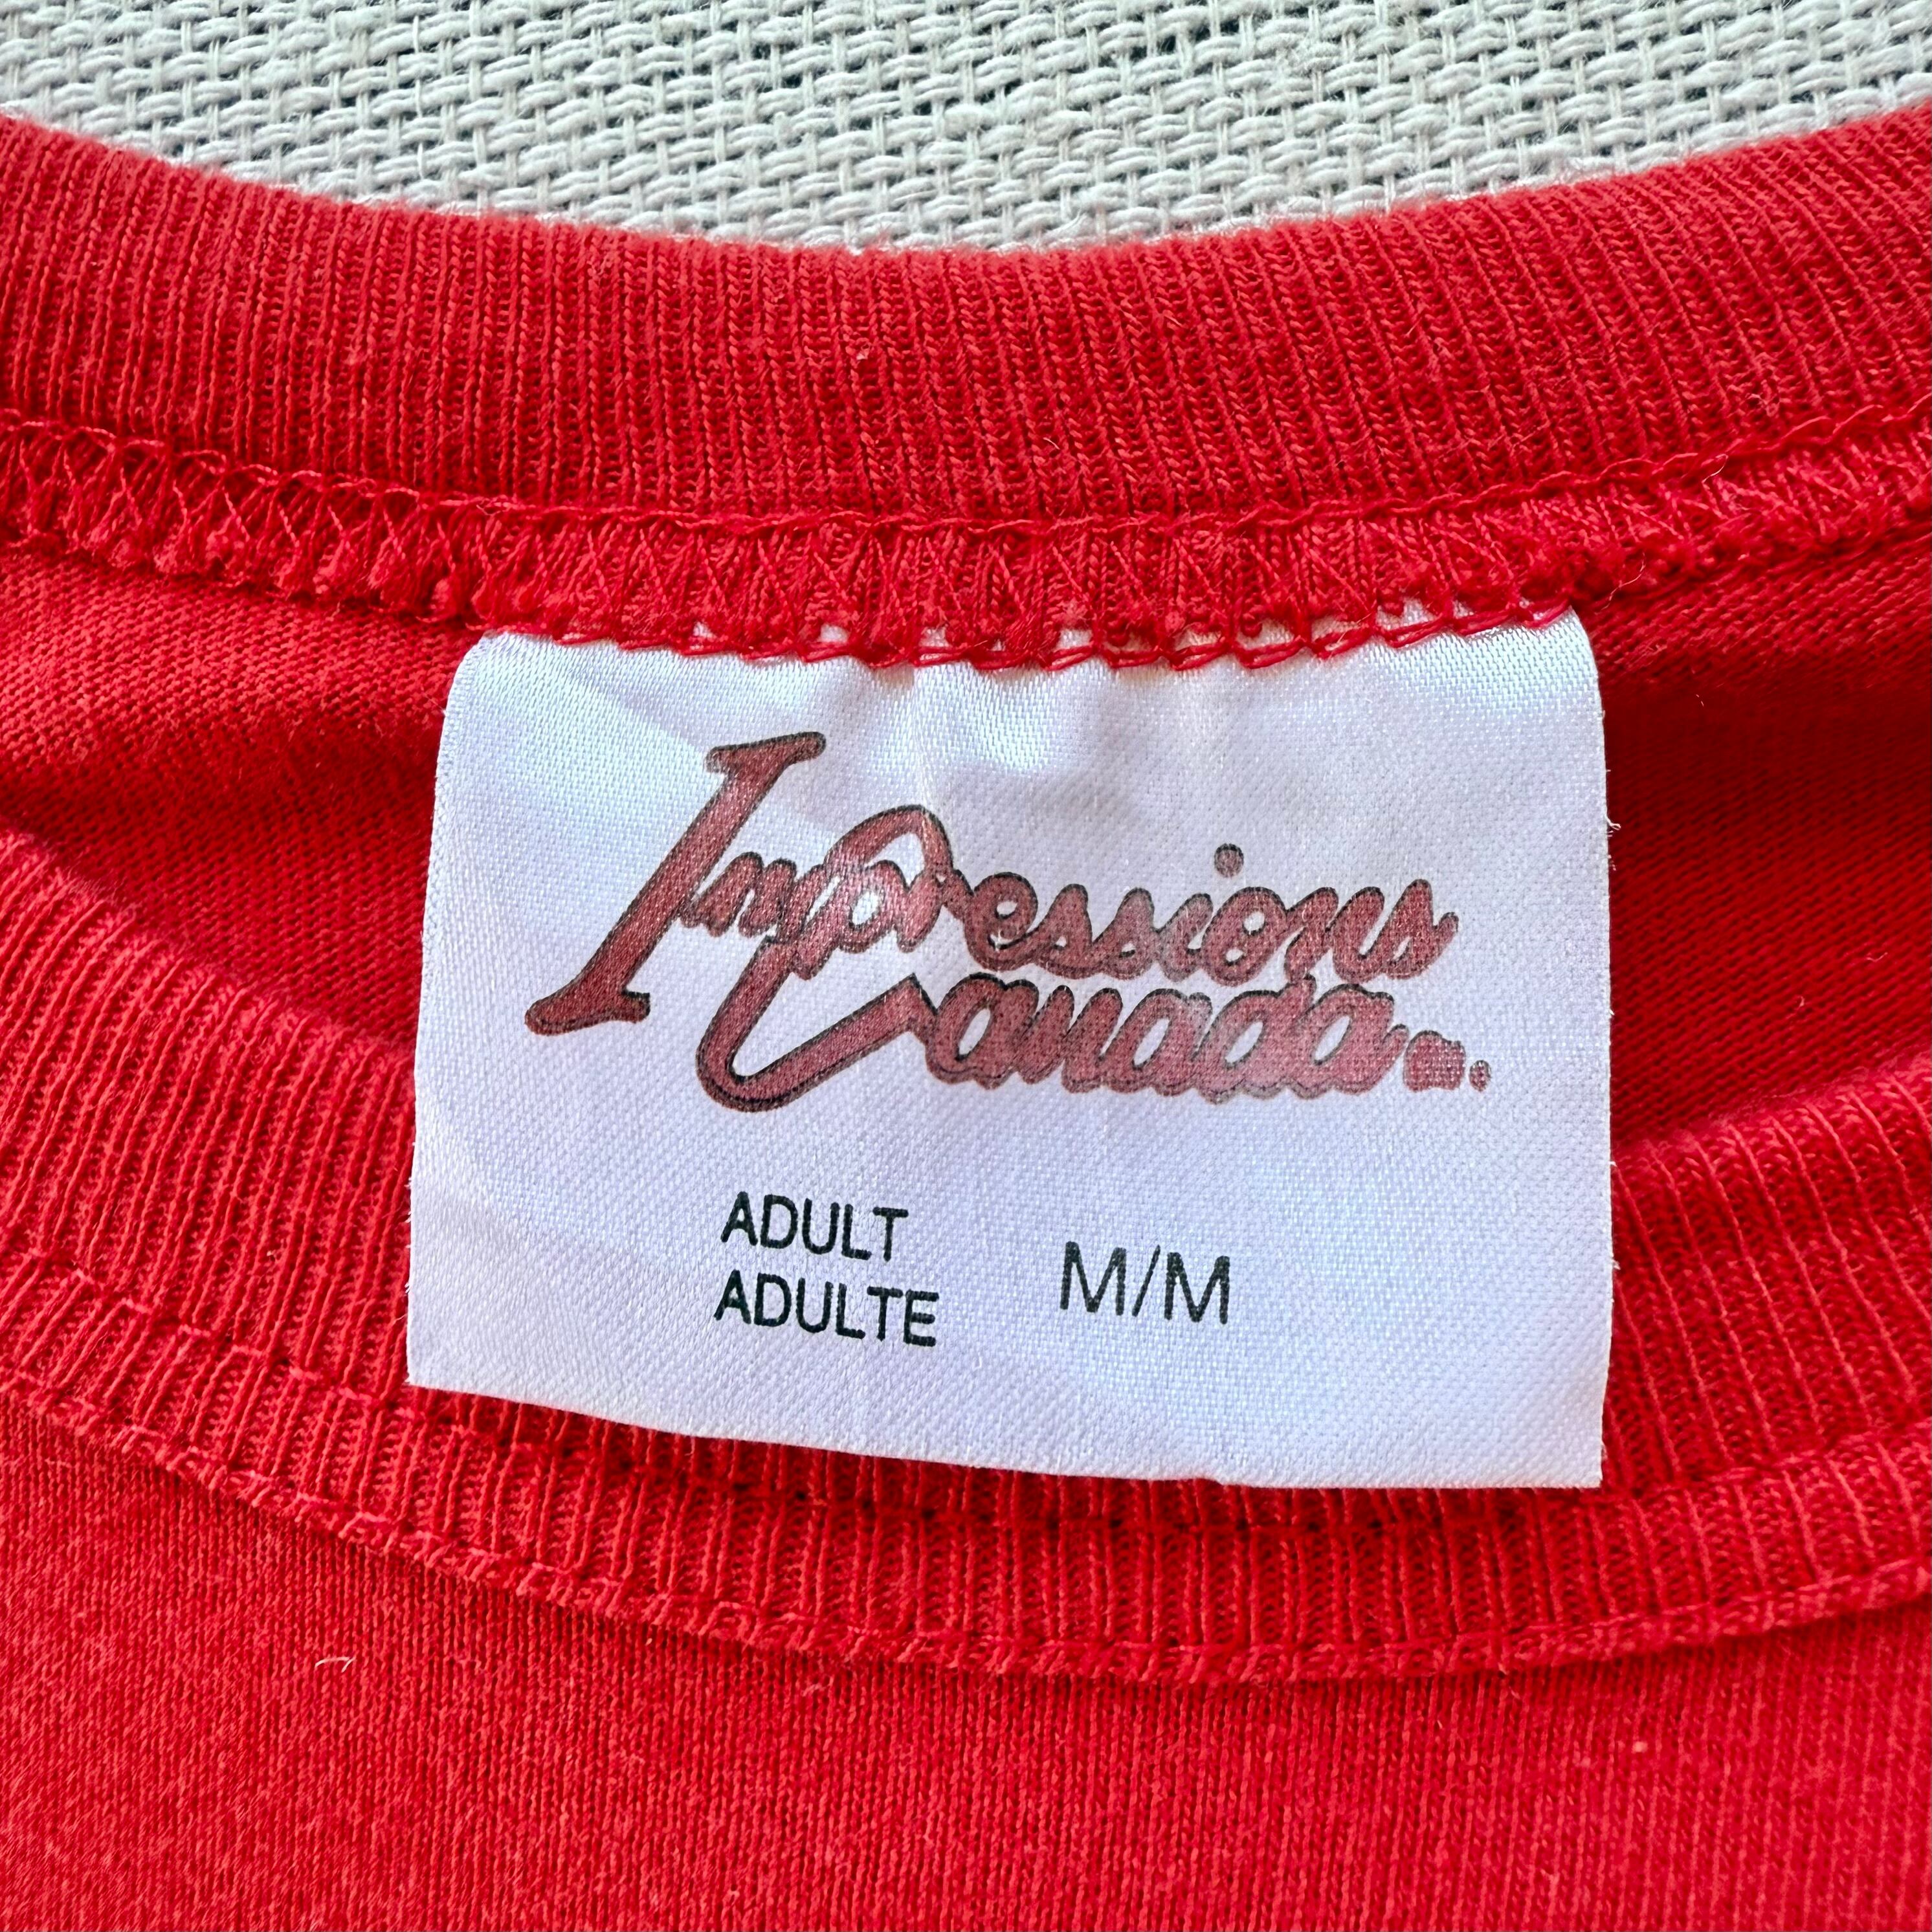 Impressions
Canada
ADULT
ADULTE M/M